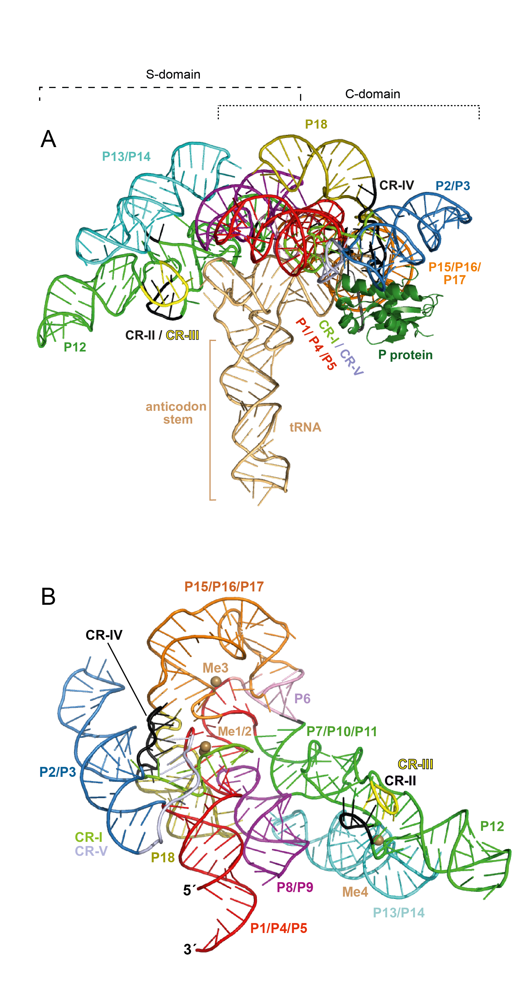 S-domain
C-domain
A
P18
P13/P14
CR-IV
P2/P3
P15/P16/
P17
CR-II / CR-III
P12
P1/ P4 /P5
CR-I / CR-V
P protein
anticodon
stem
tRNA
B
P15/P16/P17
CR-IV
Me3
P6
Me1/2
P7/P10/P11
CR-III
CR-II
P2/P3
P12
CR-I
CR-V
P18
5´
P8/P9
Me4
P13/P14
P1/P4/P5
3´